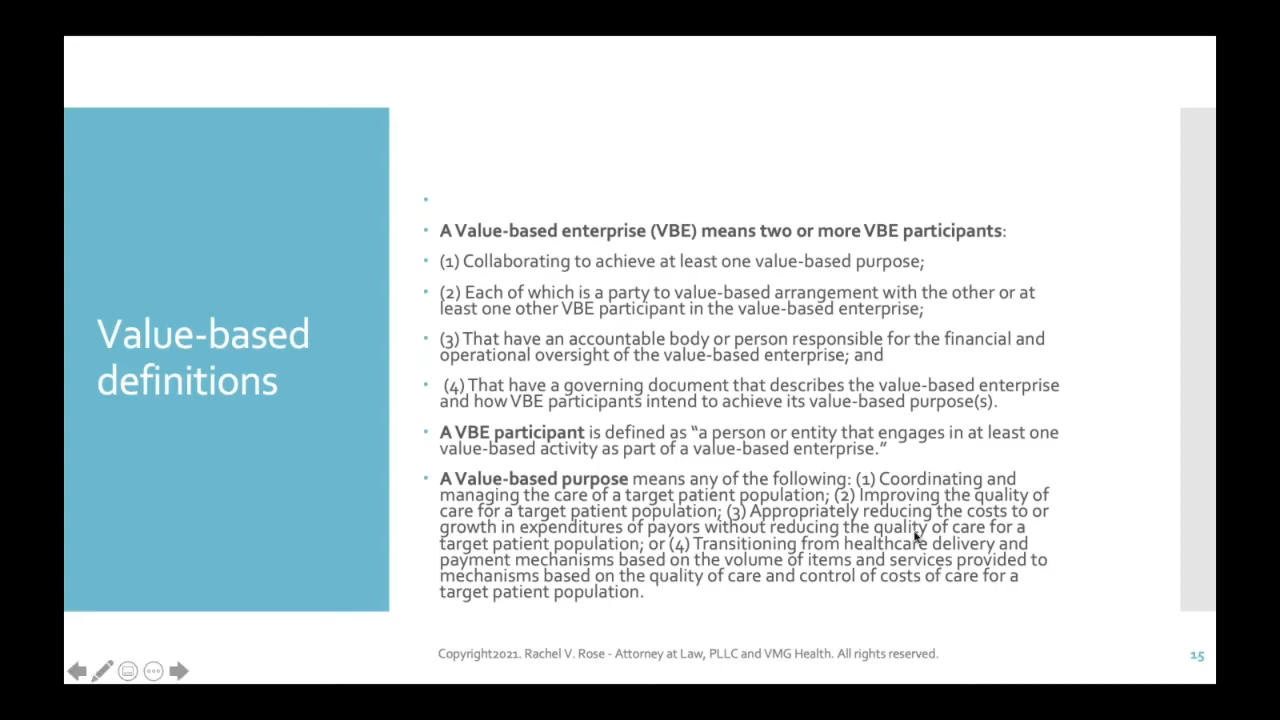 Value-based
definitions
A Value-based enterprise (VBE) means two or more VBE participants:
(1) Collaborating to achieve at least one value-based purpose;
(2) Each of which is a party to value-based arrangement with the other or at
least one other VBE participant in the value-based enterprise;
(3) That have an accountable body or person responsible for the financial and
operational oversight of the value-based enterprise; and
(4) That have a governing document that describes the value-based enterprise
and how VBE participants intend to achieve its value-based purpose(s).
A VBE participant is defined as “a person or entity that engages in at least one
value-based activity as part of a value-based enterprise.”
A Value-based purpose means any of the following: (1) Coordinating and
managing the care of a target patient population; (2) Improving the quality of
care for a target patient population; (3) Appropriately reducing the costs to or
growth in expenditures of payors without reducing the quality of care for a
target patient population; or (4) Transitioning from healthcare delivery and
payment mechanisms based on the volume of items and services provided to
mechanisms based on the quality of care and control of costs of care for a
target patient population.
Copyright2021. Rachel V. Rose - Attorney at Law, PLLC and VMG Health. All rights reserved.
15